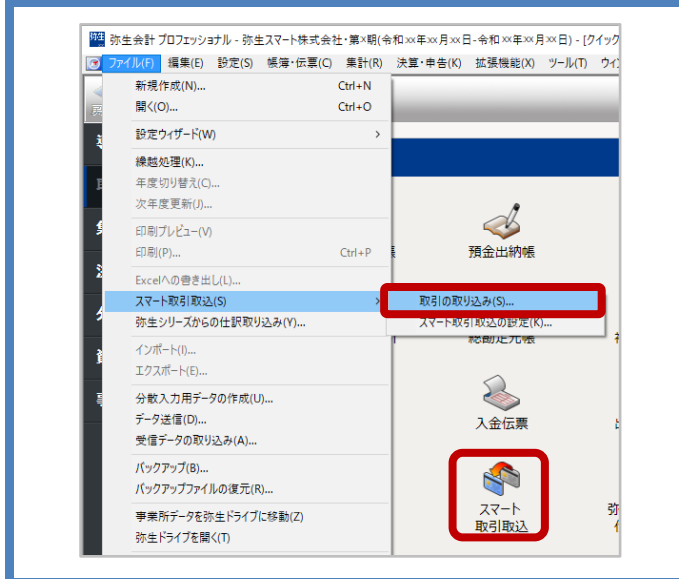 弥生 弥生会計 プロフェッショナル - 弥生スマート株式会社・第×期(令和××年××月××日-令和××年××月××日) - [クイック
ファイル(F) 編集(E) 設定(S) 帳簿・伝票(C) 集計(R) 決算・申告(K) 拡張機能(X) ツール(T) ウイン
新規作成(N)... Ctrl+N
開く(O)... Ctrl+O
設定ウィザード(W) >
繰越処理(K)...
年度切り替え(C)...
次年度更新(J)...
印刷プレビュー(V)
印刷(P)... Ctrl+P
預金出納帳
Excelへの書き出し(L)...
スマート取引取込(S) > 取引の取り込み(S)...
弥生シリーズからの仕訳取り込み(Y)... スマート取引取込の設定(K)...
総勘定元帳
インポート(I)...
エクスポート(E)...
分散入力用データの作成(U)...
データ送信(D)...
受信データの取り込み(A)...
入金伝票
バックアップ(B)...
バックアップファイルの復元(R)...
事業所データを弥生ドライブに移動(Z)
弥生ドライブを開く(T)
スマート
取引取込